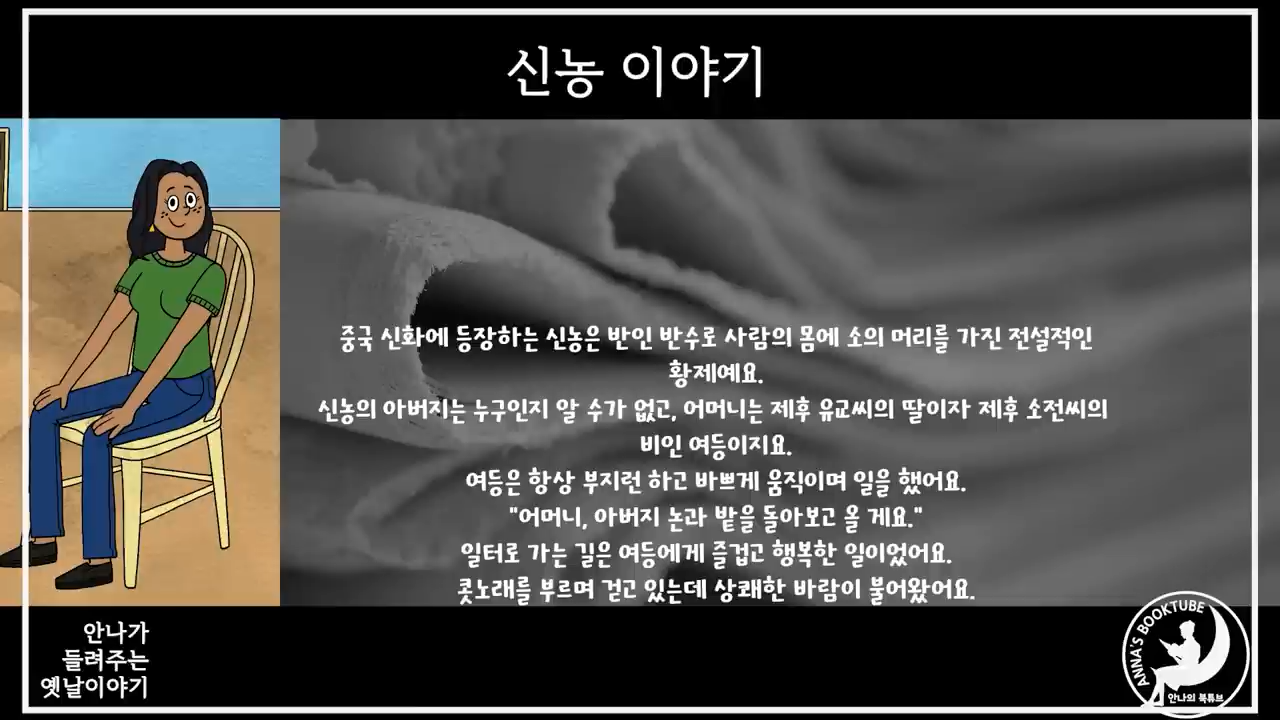 신농 이야기
중국 신화에 등장하는 신농은 반인 반수로 사람의 몸에 소의 머리를 가진 전설적인
황제예요.
신농의 아버지는 누구인지 알 수가 없고, 어머니는 제후 유교씨의 딸이자 제후 소전씨의
비인 여등이지요.
여등은 항상 부지런 하고 바쁘게 움직이며 일을 했어요.
"어머니, 아버지 논과 밭을 돌아보고 올 게요."
일터로 가는 길은 여등에게 즐겁고 행복한 일이었어요.
콧노래를 부르며 걷고 있는데 상쾌한 바람이 불어왔어요.
안나가
들려주는
옛날이야기
ANNA'S BOOKTUBE
안나의 북튜브